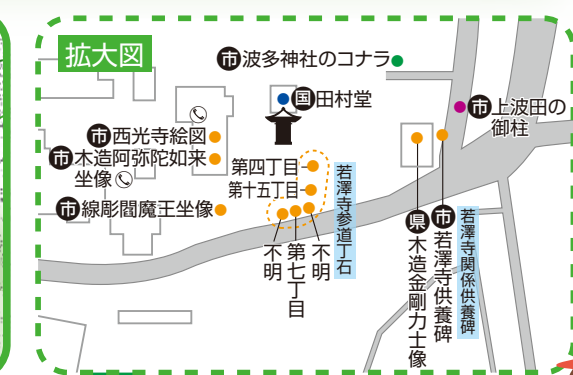 拡大図
市波多神社のコナラ
国田村堂
市上波田の
御柱
市西光寺絵図
市木造阿弥陀如来
坐像
市線彫閻魔王坐像
第四丁目
第十五丁目
不明
第七丁目
不明
若澤寺参道丁石
県木造金剛力士像
市若澤寺供養碑
若澤寺関係供養碑